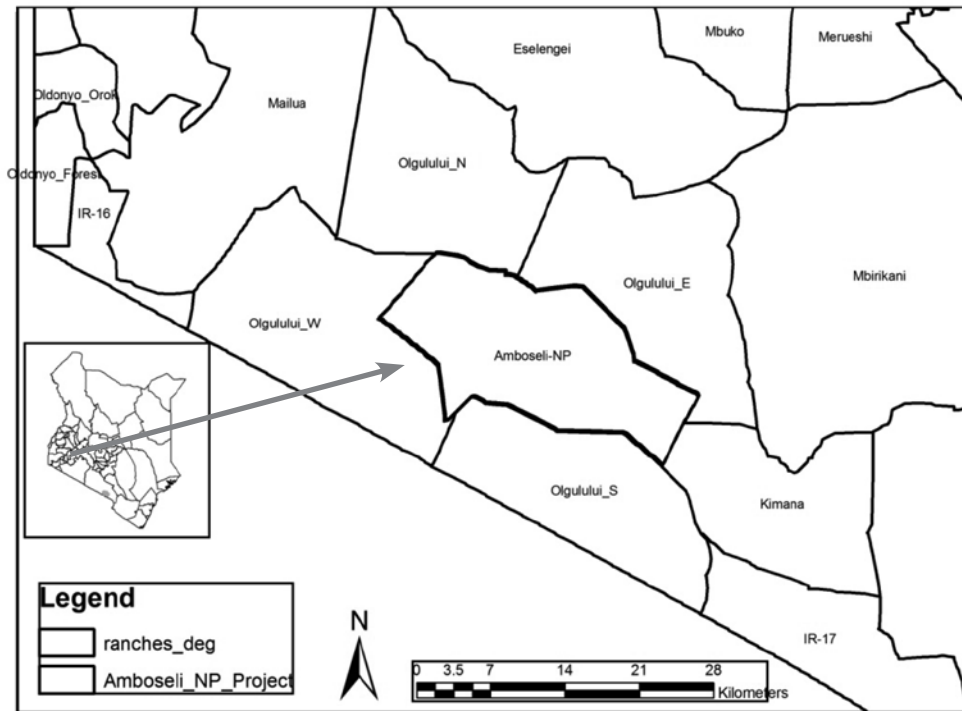 Mbuko
Merueshi
Eselengei
Oldonyo_Orok
Mailua
Olgulului_N
Oldonyo_Forest
IR-16
Olgulului_E
Mbirikani
Olgulului_W
Amboseli-NP
Olgulului_S
Kimana
IR-17
Legend
ranches_deg
Amboseli_NP_Project
N
0 3.5 7 14 21 28
Kilometers